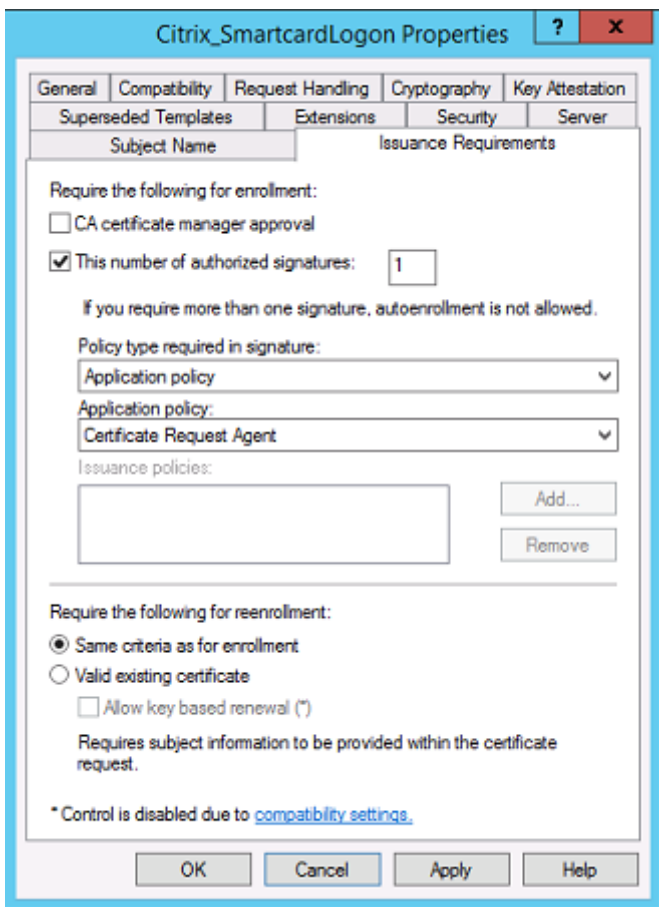 Citrix_SmartcardLogon Properties
?
x
General
Compatibility
Request Handling
Cryptography
Key Attestation
Superseded Templates
Extensions
Security
Server
Subject Name
Issuance Requirements
Require the following for enrollment:
CA certificate manager approval
This number of authorized signatures:
1
If you require more than one signature, autoenrollment is not allowed.
Policy type required in signature:
Application policy
Application policy:
Certificate Request Agent
Issuance policies:
Add...
Remove
Require the following for reenrollment:
Same criteria as for enrollment
Valid existing certificate
Allow key based renewal (*)
Requires subject information to be provided within the certificate
request.
* Control is disabled due to compatibility settings.
OK
Cancel
Apply
Help